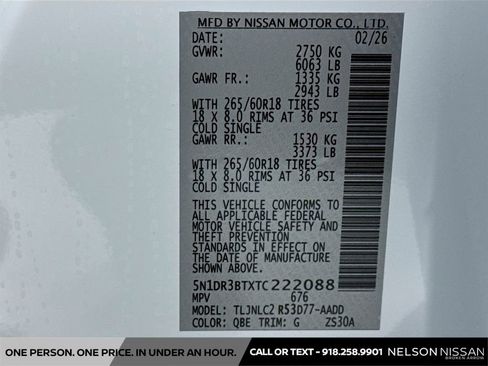 MFD BY NISSAN MOTOR CO., LTD.
DATE: 02/26
GVWR: 2750 KG
6063 LB
GAWR FR.: 1335 KG
2943 LB
WITH 265/60R18 TIRES
18 X 8.0 RIMS AT 36 PSI
COLD SINGLE
GAWR RR.: 1530 KG
3373 LB
WITH 265/60R18 TIRES
18 X 8.0 RIMS AT 36 PSI
COLD SINGLE
THIS VEHICLE CONFORMS TO
ALL APPLICABLE FEDERAL
MOTOR VEHICLE SAFETY AND
THEFT PREVENTION
STANDARDS IN EFFECT ON
THE DATE OF MANUFACTURE
SHOWN ABOVE.
5N1DR3BTXTC222088
MPV 676
MODEL: TLJNLC2 R53D77-AADD
COLOR: QBE TRIM: G ZS30A
ONE PERSON. ONE PRICE. IN UNDER AN HOUR. CALL OR TEXT - 918.258.9901 NELSON NISSAN
BROKEN ARROW